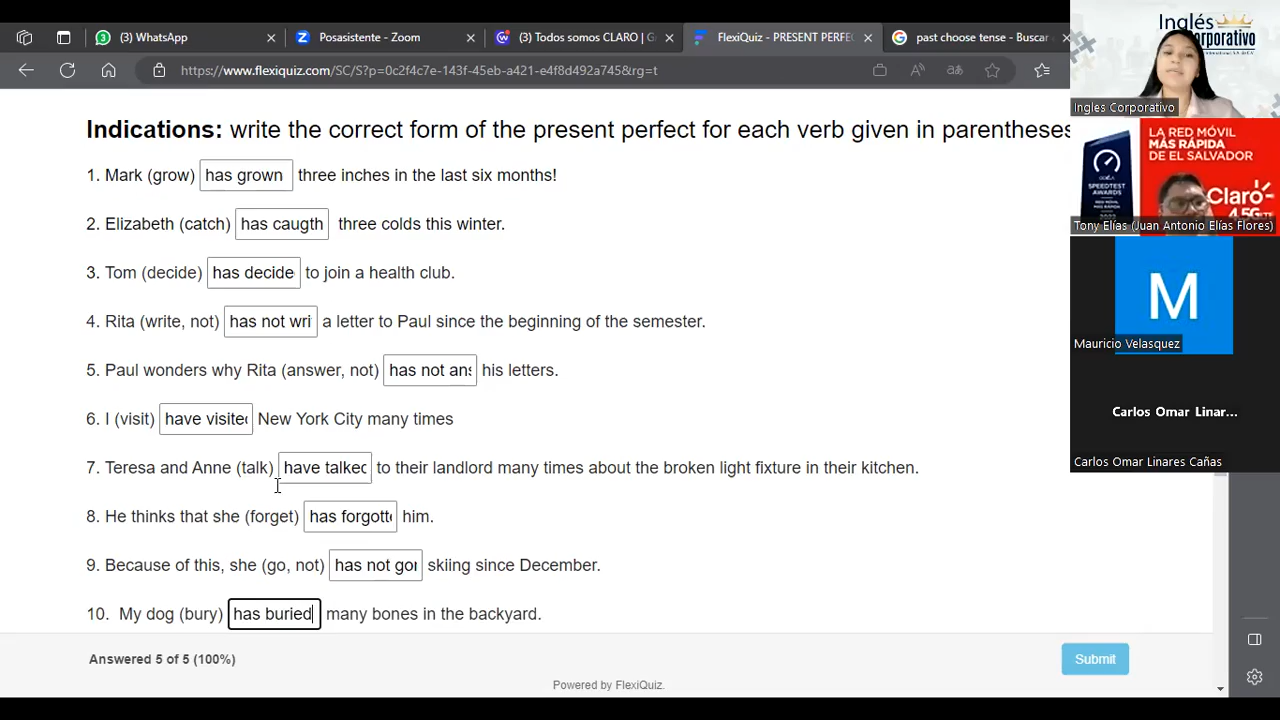 (3) WhatsApp
Posasistente - Zoom
(3) Todos somos CLARO | G
FlexiQuiz - PRESENT PERFE
past choose tense - Buscar
https://www.flexiquiz.com/SC/S?p=0c2f4c7e-143f-45eb-a421-e4f8d492a745&rg=t
Indications: write the correct form of the present perfect for each verb given in parentheses
1. Mark (grow) has grown three inches in the last six months!
2. Elizabeth (catch) has caugth three colds this winter.
3. Tom (decide) has decide to join a health club.
4. Rita (write, not) has not wri a letter to Paul since the beginning of the semester.
5. Paul wonders why Rita (answer, not) has not ans his letters.
6. I (visit) have visited New York City many times
7. Teresa and Anne (talk) have talked to their landlord many times about the broken light fixture in their kitchen.
8. He thinks that she (forget) has forgotte him.
9. Because of this, she (go, not) has not gon skiing since December.
10. My dog (bury) has buried many bones in the backyard.
Answered 5 of 5 (100%)
Submit
Powered by FlexiQuiz.
Inglés
Corporativo
Ingles Corporativo
LA RED MÓVIL
MÁS RÁPIDA
DE EL SALVADOR
SPEEDTEST
AWARDS
Claro
4.5G
Tony Elías (Juan Antonio Elías Flores)
M
Mauricio Velasquez
Carlos Omar Linar...
Carlos Omar Linares Cañas